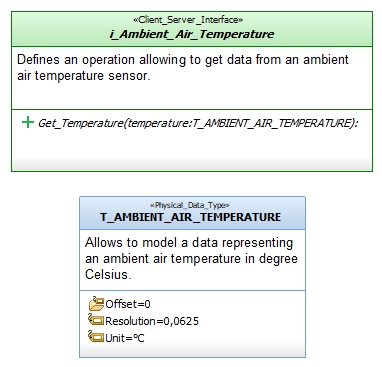 «Client_Server_Interface»
i_Ambient_Air_Temperature
Defines an operation allowing to get data from an ambient
air temperature sensor.
+ Get_Temperature(temperature:T_AMBIENT_AIR_TEMPERATURE):
«Physical_Data_Type»
T_AMBIENT_AIR_TEMPERATURE
Allows to model a data representing
an ambient air temperature in degree
Celsius.
Offset=0
Resolution=0,0625
Unit=°C